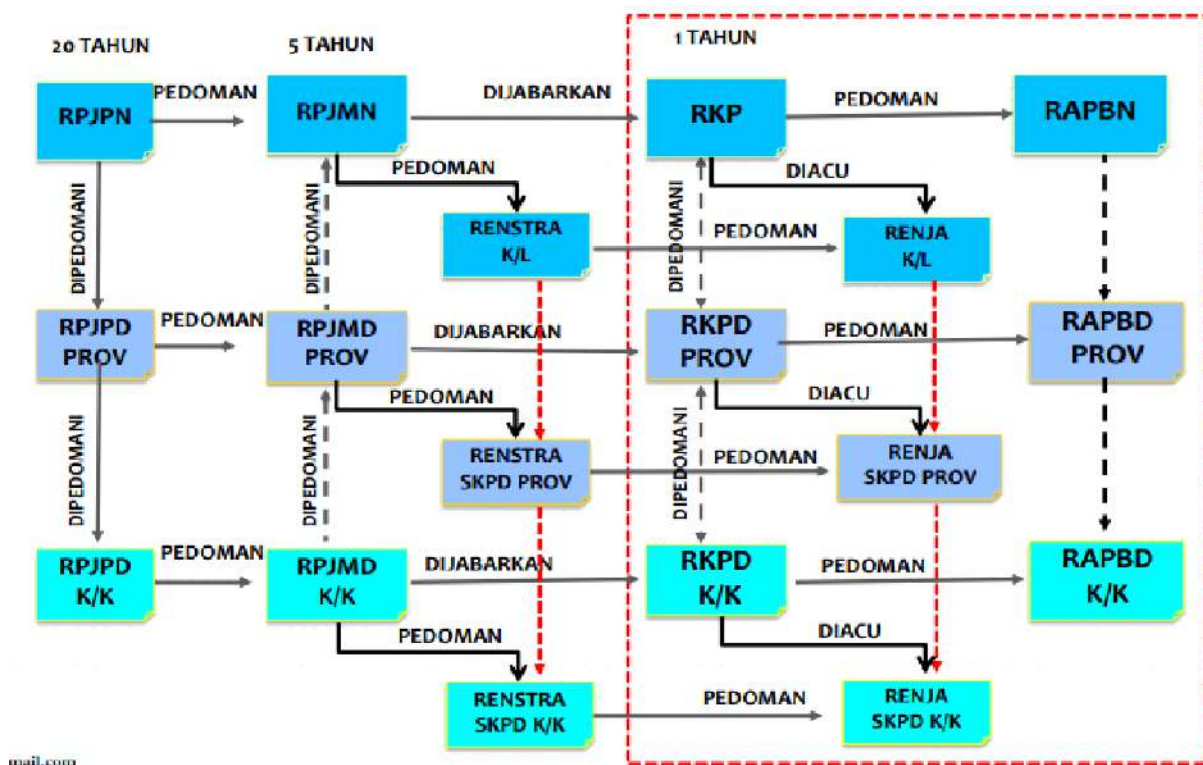 20 TAHUN
5 TAHUN
1 TAHUN
PEDOMAN
DIJABARKAN
PEDOMAN
RPJPN
RPJMN
RKP
RAPBN
PEDOMAN
DIACU
DIPEDOMANI
DIPEDOMANI
DIPEDOMANI
RENSTRA
K/L
PEDOMAN
RENJA
K/L
RPJPD
PROV
PEDOMAN
RPJMD
PROV
DIJABARKAN
RKPD
PROV
PEDOMAN
RAPBD
PROV
PEDOMAN
DIACU
DIPEDOMANI
DIPEDOMANI
DIPEDOMANI
RENSTRA
SKPD PROV
PEDOMAN
RENJA
SKPD PROV
RPJPD
K/K
PEDOMAN
RPJMD
K/K
DIJABARKAN
RKPD
K/K
PEDOMAN
RAPBD
K/K
PEDOMAN
DIACU
RENSTRA
SKPD K/K
PEDOMAN
RENJA
SKPD K/K
mail.com